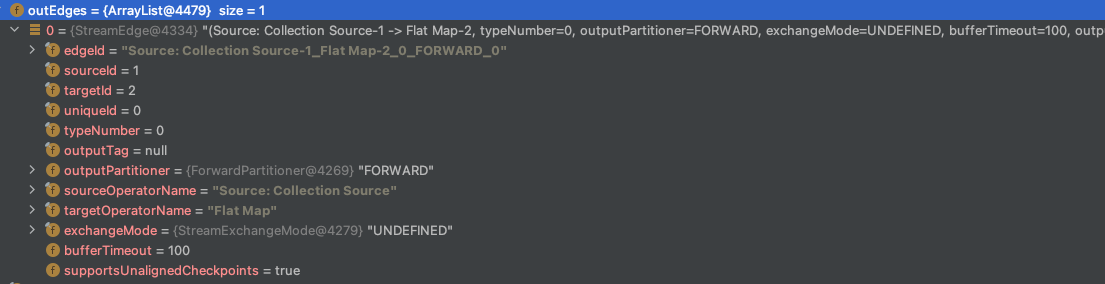 outEdges = {ArrayList@4479} size = 1
0 = {StreamEdge@4334} "(Source: Collection Source-1 -> Flat Map-2, typeNumber=0, outputPartitioner=FORWARD, exchangeMode=UNDEFINED, bufferTimeout=100, outp
edgeId = "Source: Collection Source-1_Flat Map-2_0_FORWARD_0"
sourceId = 1
targetId = 2
uniqueId = 0
typeNumber = 0
outputTag = null
outputPartitioner = {ForwardPartitioner@4269} "FORWARD"
sourceOperatorName = "Source: Collection Source"
targetOperatorName = "Flat Map"
exchangeMode = {StreamExchangeMode@4279} "UNDEFINED"
bufferTimeout = 100
supportsUnalignedCheckpoints = true